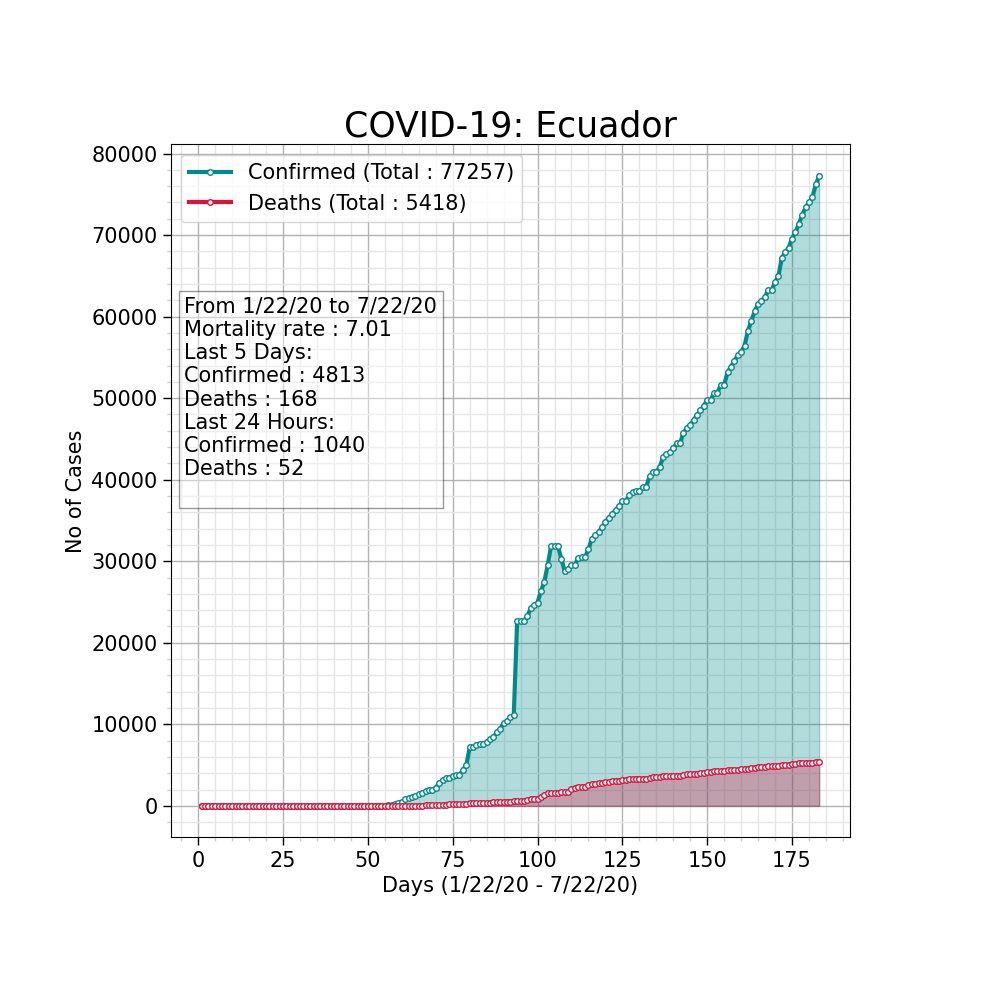 COVID-19: Ecuador
80000
70000
60000
50000
40000
30000
20000
10000
0
No of Cases
Confirmed (Total : 77257)
Deaths (Total : 5418)
From 1/22/20 to 7/22/20
Mortality rate : 7.01
Last 5 Days:
Confirmed : 4813
Deaths : 168
Last 24 Hours:
Confirmed : 1040
Deaths : 52
0 25 50 75 100 125 150 175
Days (1/22/20 - 7/22/20)